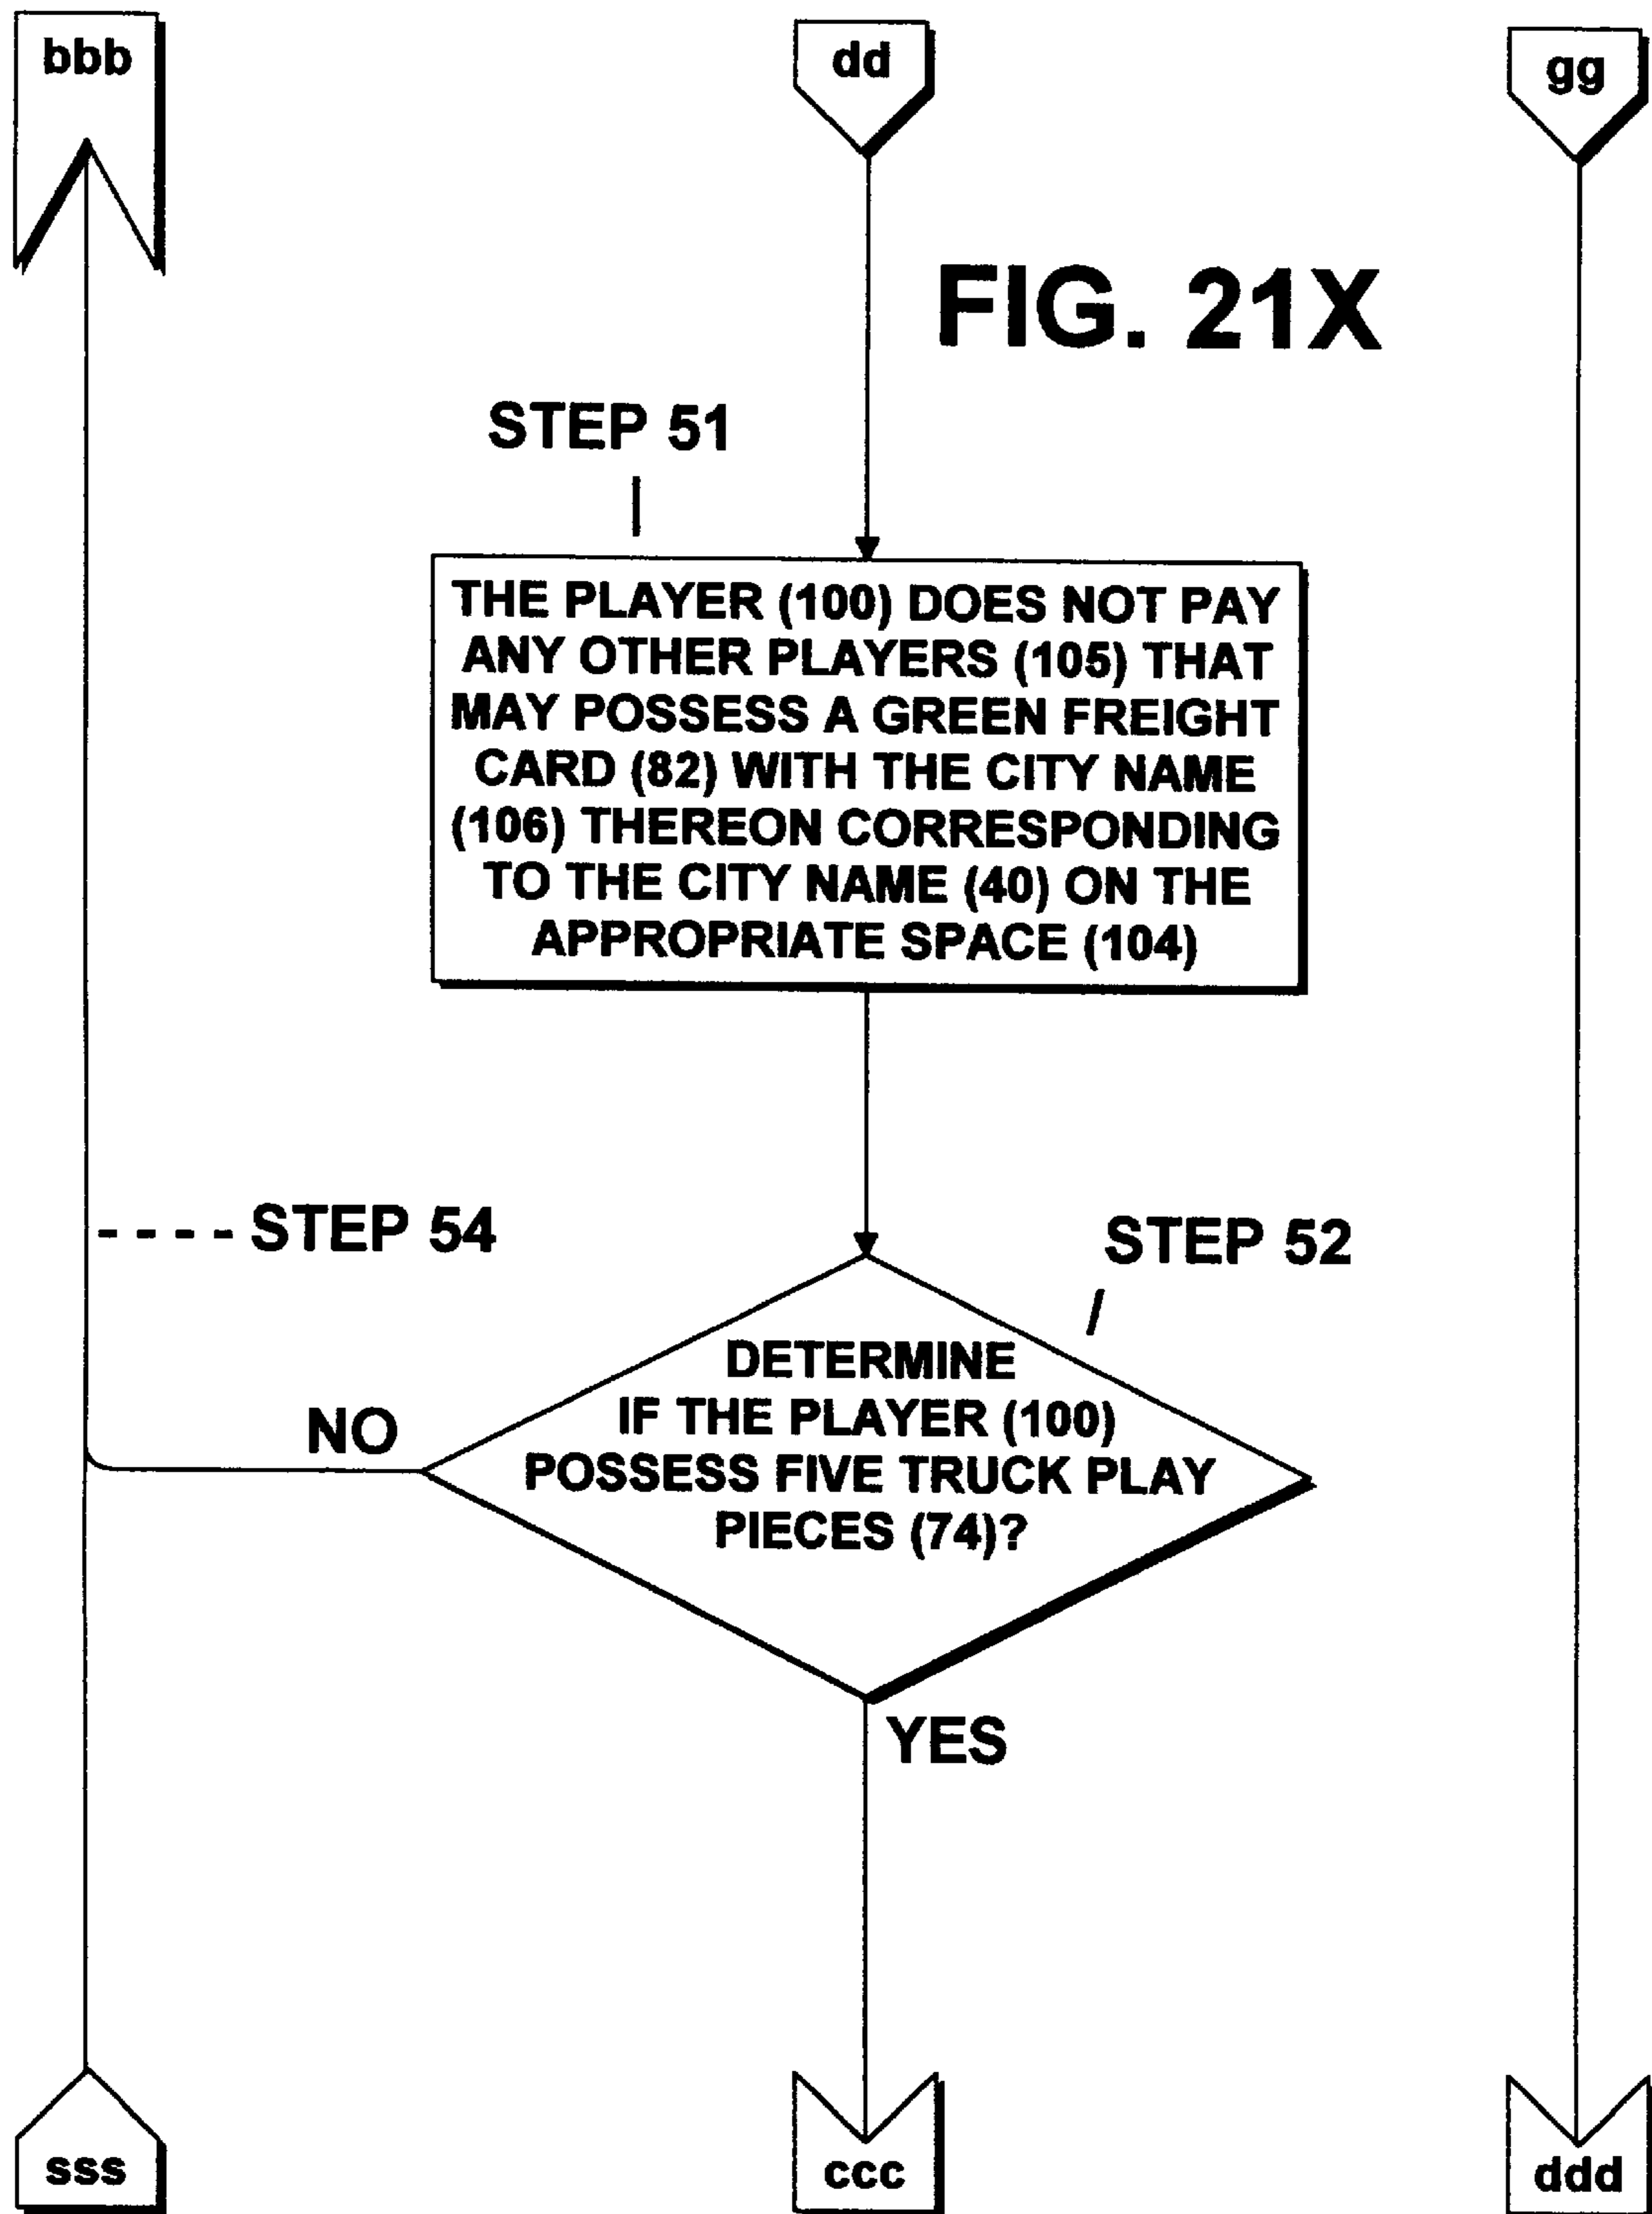 bbb
dd
gg
FIG. 21X
STEP 51
THE PLAYER (100) DOES NOT PAY
ANY OTHER PLAYERS (105) THAT
MAY POSSESS A GREEN FREIGHT
CARD (82) WITH THE CITY NAME
(106) THEREON CORRESPONDING
TO THE CITY NAME (40) ON THE
APPROPRIATE SPACE (104)
STEP 54
STEP 52
DETERMINE
IF THE PLAYER (100)
POSSESS FIVE TRUCK PLAY
PIECES (74)?
NO
YES
sss
ccc
ddd